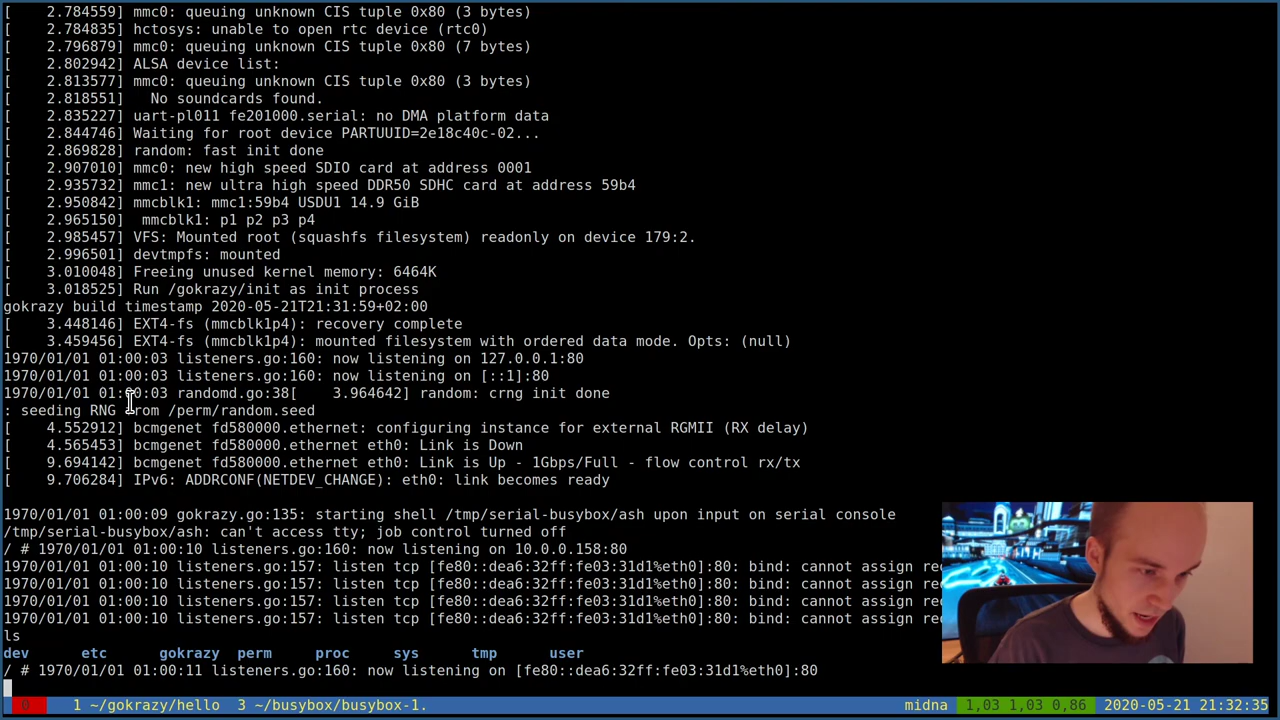 [    2.784559] mmc0: queuing unknown CIS tuple 0x80 (3 bytes)
[    2.784835] hctosys: unable to open rtc device (rtc0)
[    2.796879] mmc0: queuing unknown CIS tuple 0x80 (7 bytes)
[    2.802942] ALSA device list:
[    2.813577] mmc0: queuing unknown CIS tuple 0x80 (3 bytes)
[    2.818551]   No soundcards found.
[    2.835227] uart-pl011 fe201000.serial: no DMA platform data
[    2.844746] Waiting for root device PARTUUID=2e18c40c-02...
[    2.869828] random: fast init done
[    2.907010] mmc0: new high speed SDIO card at address 0001
[    2.935732] mmc1: new ultra high speed DDR50 SDHC card at address 59b4
[    2.950842] mmcblk1: mmc1:59b4 USDU1 14.9 GiB
[    2.965150]  mmcblk1: p1 p2 p3 p4
[    2.985457] VFS: Mounted root (squashfs filesystem) readonly on device 179:2.
[    2.996501] devtmpfs: mounted
[    3.010048] Freeing unused kernel memory: 6464K
[    3.018525] Run /gokrazy/init as init process
gokrazy build timestamp 2020-05-21T21:31:59+02:00
[    3.448146] EXT4-fs (mmcblk1p4): recovery complete
[    3.459456] EXT4-fs (mmcblk1p4): mounted filesystem with ordered data mode. Opts: (null)
1970/01/01 01:00:03 listeners.go:160: now listening on 127.0.0.1:80
1970/01/01 01:00:03 listeners.go:160: now listening on [::1]:80
1970/01/01 01:00:03 randomd.go:38[    3.964642] random: crng init done
: seeding RNG from /perm/random.seed
[    4.552912] bcmgenet fd580000.ethernet: configuring instance for external RGMII (RX delay)
[    4.565453] bcmgenet fd580000.ethernet eth0: Link is Down
[    9.694142] bcmgenet fd580000.ethernet eth0: Link is Up - 1Gbps/Full - flow control rx/tx
[    9.706284] IPv6: ADDRCONF(NETDEV_CHANGE): eth0: link becomes ready
1970/01/01 01:00:09 gokrazy.go:135: starting shell /tmp/serial-busybox/ash upon input on serial console
/tmp/serial-busybox/ash: can't access tty; job control turned off
/ # 1970/01/01 01:00:10 listeners.go:160: now listening on 10.0.0.158:80
1970/01/01 01:00:10 listeners.go:157: listen tcp [fe80::dea6:32ff:fe03:31d1%eth0]:80: bind: cannot assign
1970/01/01 01:00:10 listeners.go:157: listen tcp [fe80::dea6:32ff:fe03:31d1%eth0]:80: bind: cannot assign
1970/01/01 01:00:10 listeners.go:157: listen tcp [fe80::dea6:32ff:fe03:31d1%eth0]:80: bind: cannot assign
1970/01/01 01:00:10 listeners.go:157: listen tcp [fe80::dea6:32ff:fe03:31d1%eth0]:80: bind: cannot assign
ls
dev etc gokrazy perm proc sys tmp user
/ # 1970/01/01 01:00:11 listeners.go:160: now listening on [fe80::dea6:32ff:fe03:31d1%eth0]:80
0 1 ~/gokrazy/hello 3 ~/busybox/busybox-1. midna 1,03 1,03 0,86 2020-05-21 21:32:35